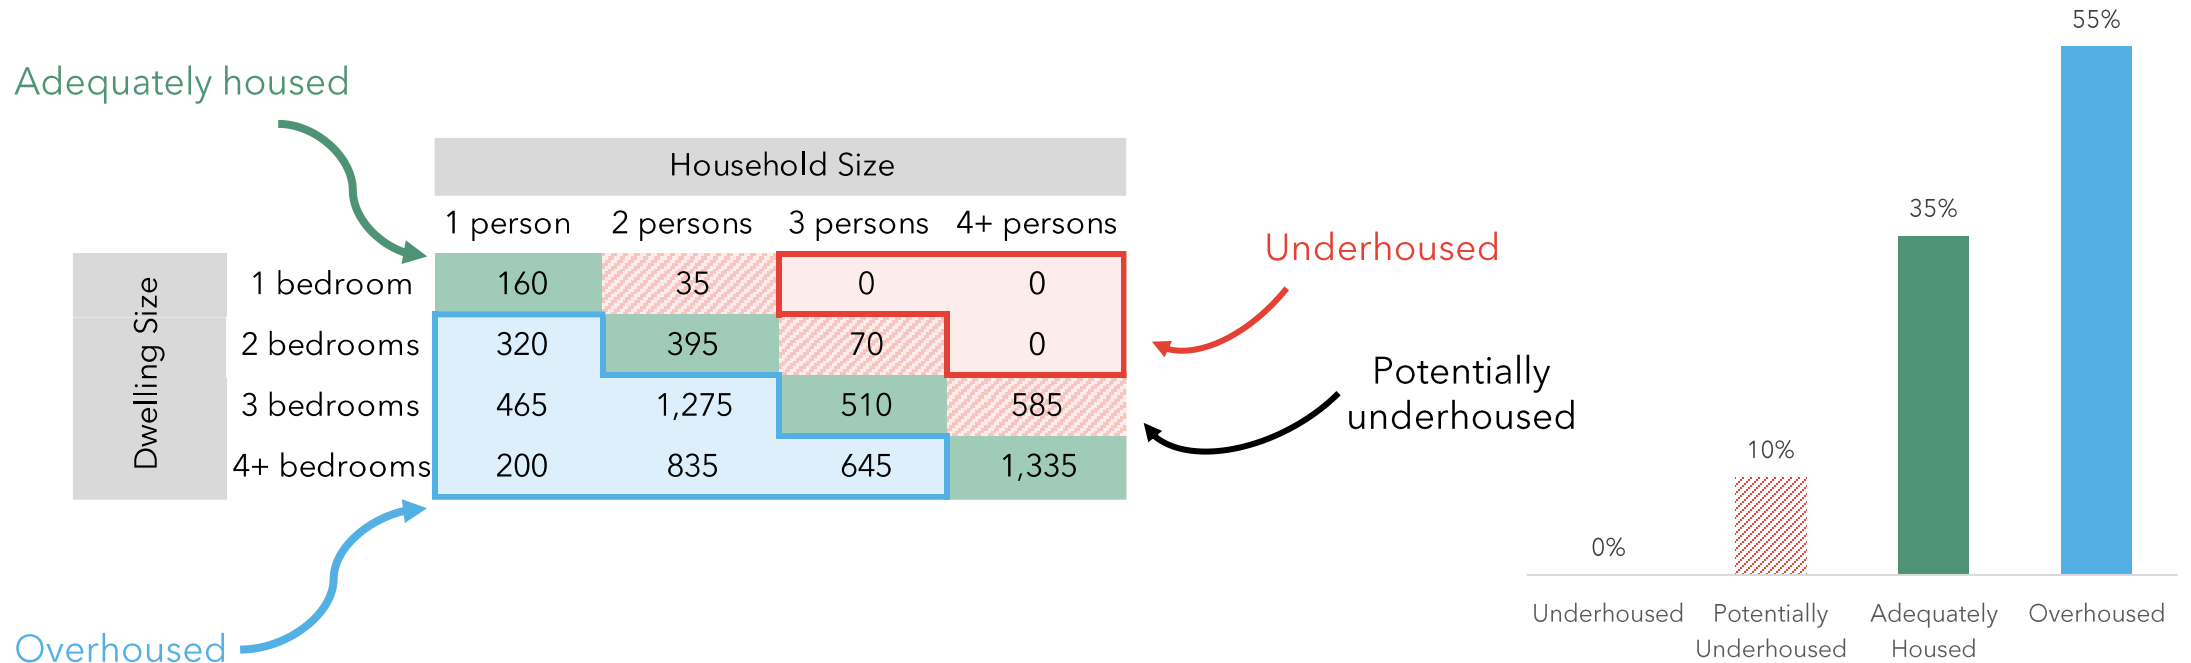 Adequately housed
Household Size
1 person 2 persons 3 persons 4+ persons
Dwelling Size
1 bedroom 160 35 0 0
2 bedrooms 320 395 70 0
3 bedrooms 465 1,275 510 585
4+ bedrooms 200 835 645 1,335
Underhoused
Potentially
underhoused
Overhoused
55%
35%
10%
0%
Underhoused Potentially Adequately Overhoused
Underhoused Housed